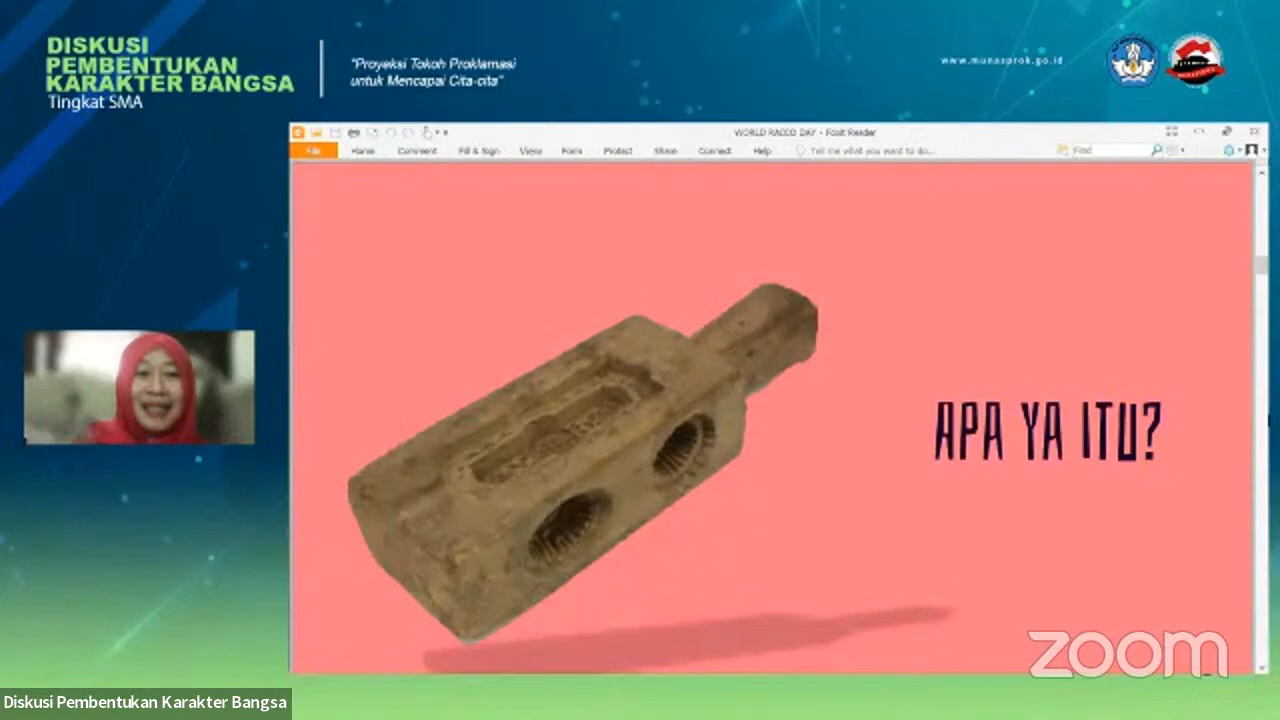 DISKUSI
PEMBENTUKAN
KARAKTER BANGSA
Tingkat SMA
"Proyeksi Tokoh Proklamasi
untuk Mencapai Cita-cita"
www.munasprok.go.id
WORLD RACCO DAY - Foxit Reader
File Home Comment Fill & Sign View Form Protect Share Connect Help Tell me what you want to do... Find
APA YA ITU?
zoom
Diskusi Pembentukan Karakter Bangsa